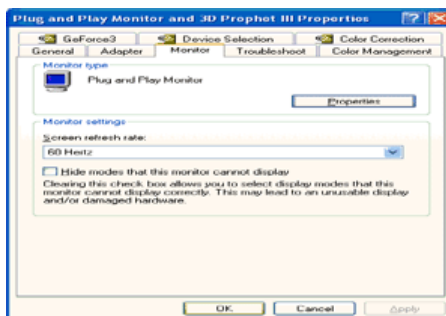 Plug and Play Monitor and 3D Prophet III Properties
GeForce3 Device Selection Color Correction
General Adapter Monitor Troubleshoot Color Management
Monitor type
Plug and Play Monitor
Properties
Monitor settings
Screen refresh rate:
60 Hertz
Hide modes that this monitor cannot display
Clearing this check box allows you to select display modes that this
monitor cannot display correctly. This may lead to an unusable display
and/or damaged hardware.
OK Cancel Apply